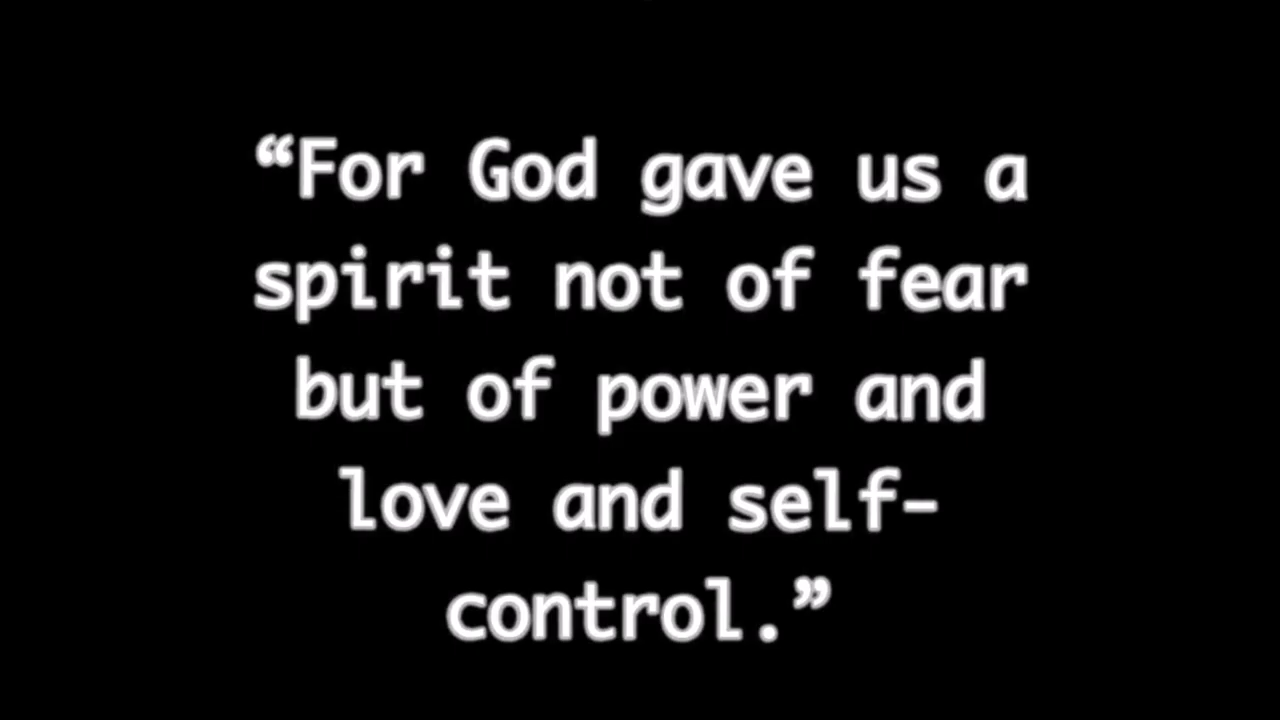 “For God gave us a
spirit not of fear
but of power and
love and self-
control.”